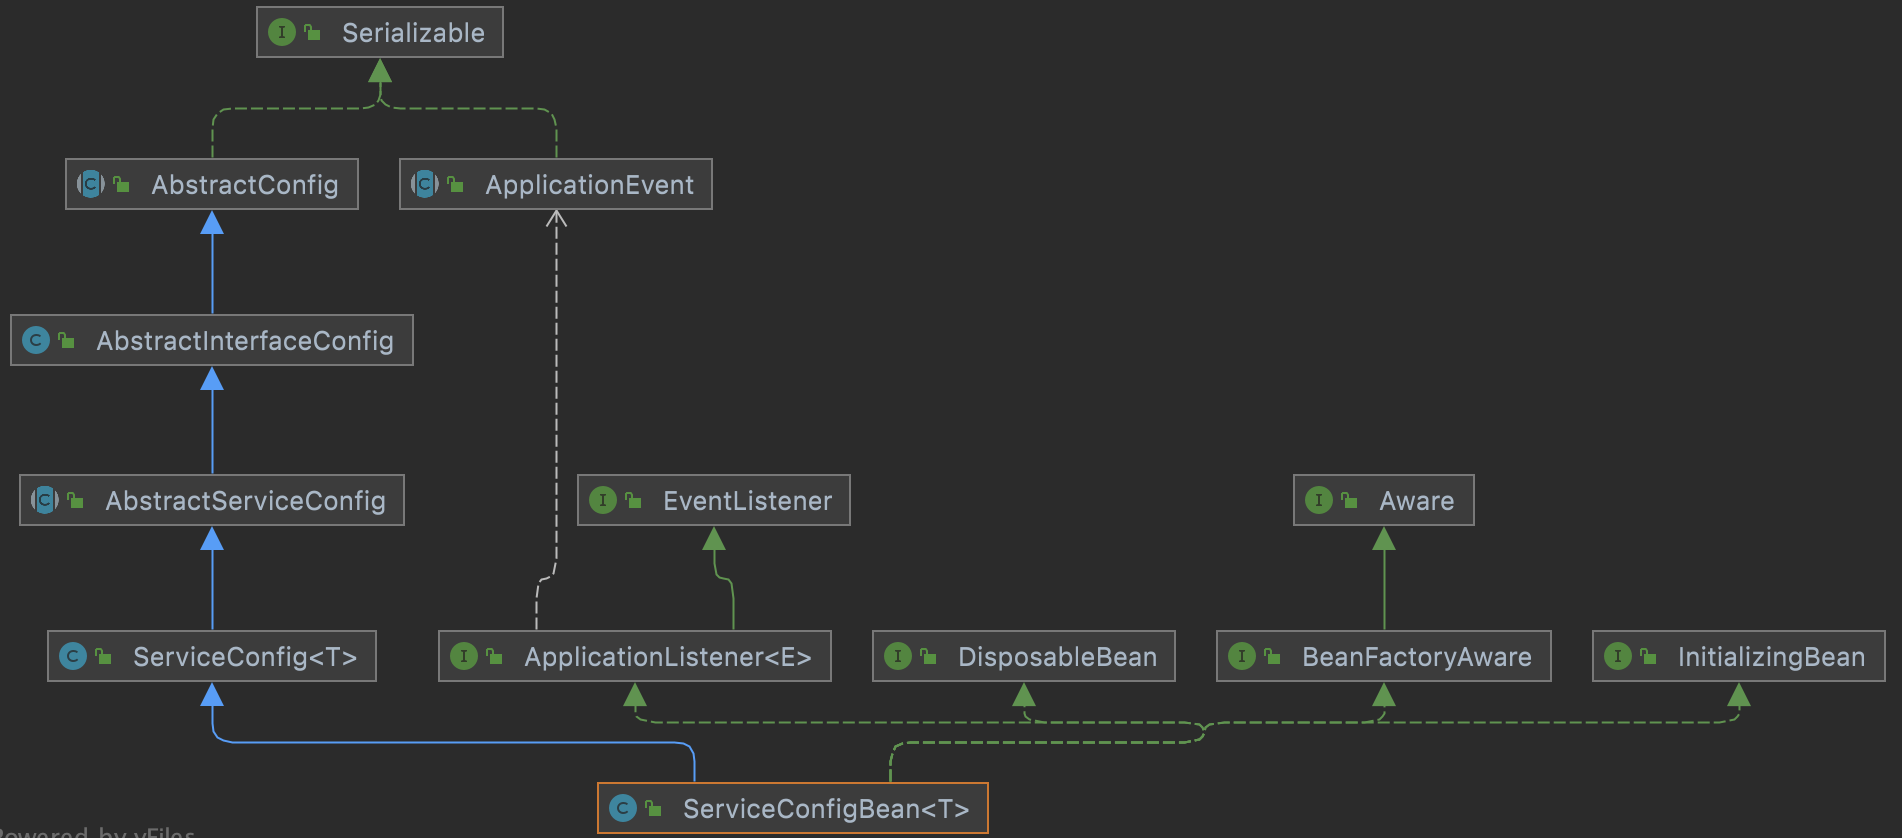 Serializable
AbstractConfig
ApplicationEvent
AbstractInterfaceConfig
AbstractServiceConfig
EventListener
Aware
ServiceConfig<T>
ApplicationListener<E>
DisposableBean
BeanFactoryAware
InitializingBean
ServiceConfigBean<T>
Powered by yFiles